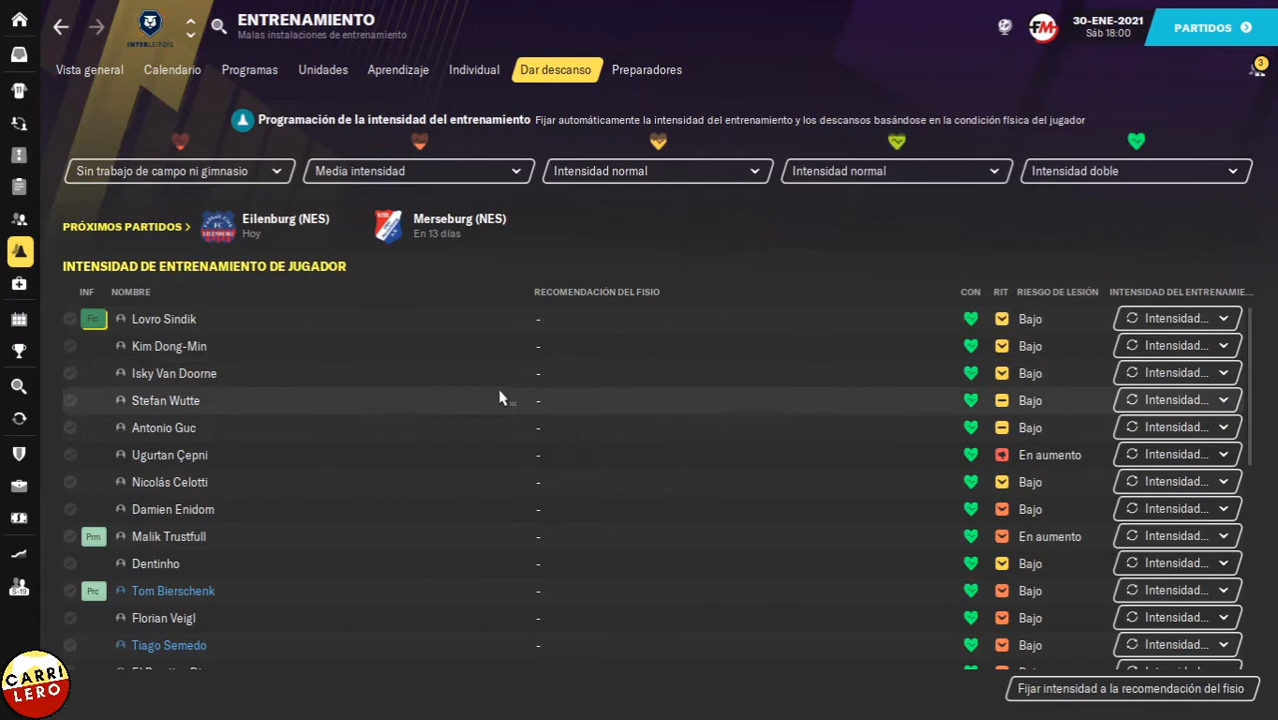 ENTRENAMIENTO
Malas instalaciones de entrenamiento
INTERLEIPZIG
FM
30-ENE-2021
Sáb 18:00
PARTIDOS
3
Vista general
Calendario
Programas
Unidades
Aprendizaje
Individual
Dar descanso
Preparadores
Programación de la intensidad del entrenamiento Fijar automáticamente la intensidad del entrenamiento y los descansos basándose en la condición física del jugador
Sin trabajo de campo ni gimnasio
Media intensidad
Intensidad normal
Intensidad normal
Intensidad doble
PRÓXIMOS PARTIDOS
Eilenburg (NES)
Hoy
Merseburg (NES)
En 13 días
INTENSIDAD DE ENTRENAMIENTO DE JUGADOR
INF NOMBRE RECOMENDACIÓN DEL FISIO CON RIT RIESGO DE LESIÓN INTENSIDAD DEL ENTRENAMIE...
Fic Lovro Sindik - Bajo Intensidad...
Kim Dong-Min - Bajo Intensidad...
Isky Van Doorne - Bajo Intensidad...
Stefan Wutte - Bajo Intensidad...
Antonio Guc - Bajo Intensidad...
Ugurtan Çepni - En aumento Intensidad...
Nicolás Celotti - Bajo Intensidad...
Damien Enidom - Bajo Intensidad...
Prm Malik Trustfull - En aumento Intensidad...
Dentinho - Bajo Intensidad...
Prc Tom Bierschenk - Bajo Intensidad...
Florian Veigl - Bajo Intensidad...
Tiago Semedo - Bajo Intensidad...
S-19
CARRI
LERO
Fijar intensidad a la recomendación del fisio